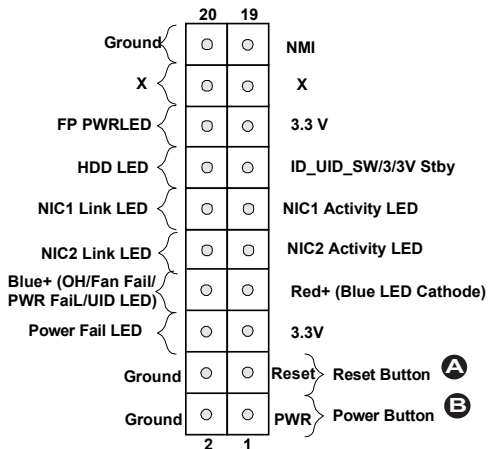 20 19
Ground NMI
X X
FP PWRLED 3.3 V
HDD LED ID_UID_SW/3/3V Stby
NIC1 Link LED NIC1 Activity LED
NIC2 Link LED NIC2 Activity LED
Blue+ (OH/Fan Fail/
PWR FaiL/UID LED) Red+ (Blue LED Cathode)
Power Fail LED 3.3V
Ground Reset Reset Button A
Ground PWR Power Button B
2 1